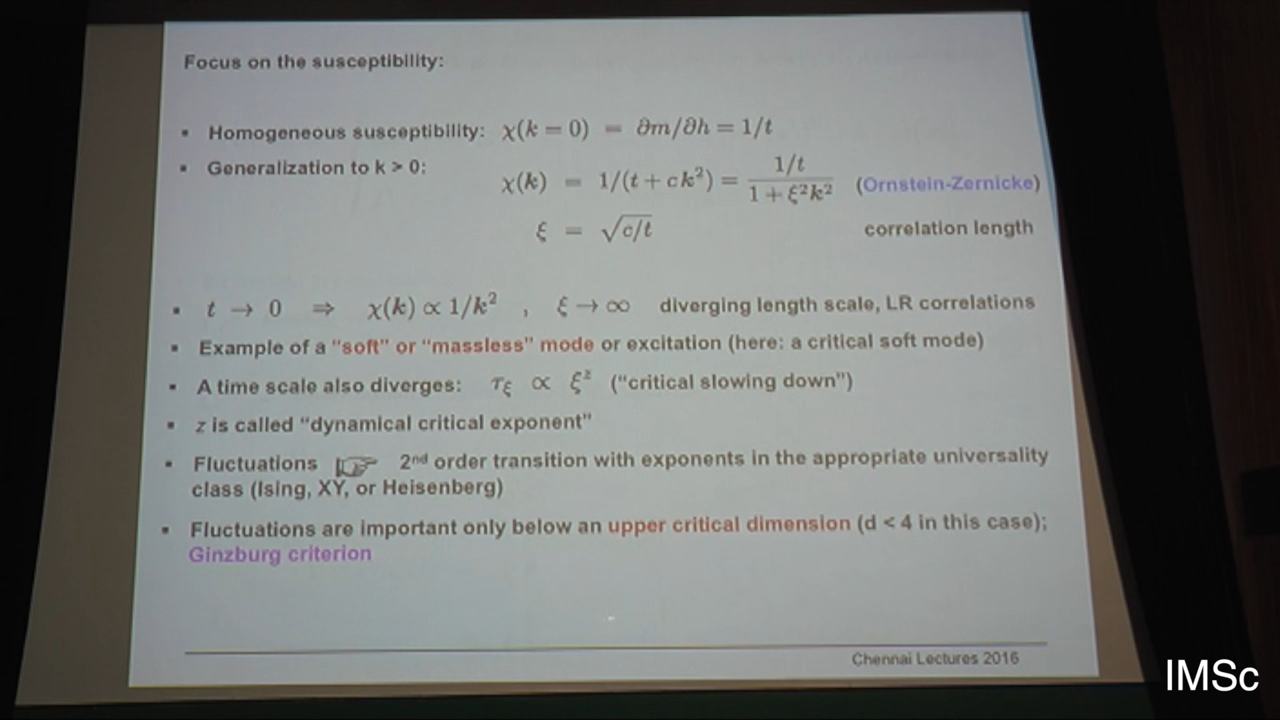 Focus on the susceptibility:
▪ Homogeneous susceptibility: χ(k = 0) = ∂m/∂h = 1/t
▪ Generalization to k > 0: χ(k) = 1/(t + ck²) = (1/t)/(1 + ξ²k²) (Ornstein-Zernicke)
ξ = √(c/t) correlation length
▪ t → 0 ⇒ χ(k) ∝ 1/k² , ξ → ∞ diverging length scale, LR correlations
▪ Example of a "soft" or "massless" mode or excitation (here: a critical soft mode)
▪ A time scale also diverges: τ_ξ ∝ ξ^z ("critical slowing down")
▪ z is called "dynamical critical exponent"
▪ Fluctuations ☞ 2nd order transition with exponents in the appropriate universality
class (Ising, XY, or Heisenberg)
▪ Fluctuations are important only below an upper critical dimension (d < 4 in this case);
Ginzburg criterion
Chennai Lectures 2016
IMSc